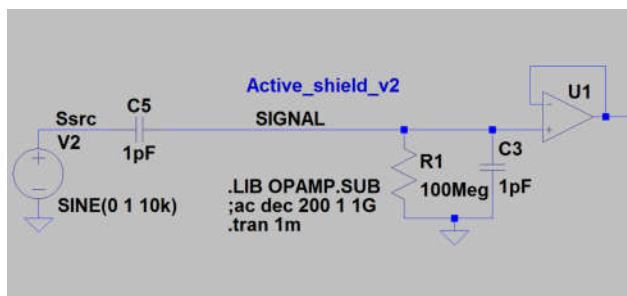 Active_shield_v2
U1
C5
Ssrc
SIGNAL
V2
1pF
C3
R1
1pF
100Meg
.LIB OPAMP.SUB
;ac dec 200 1 1G
.tran 1m
SINE(0 1 10k)